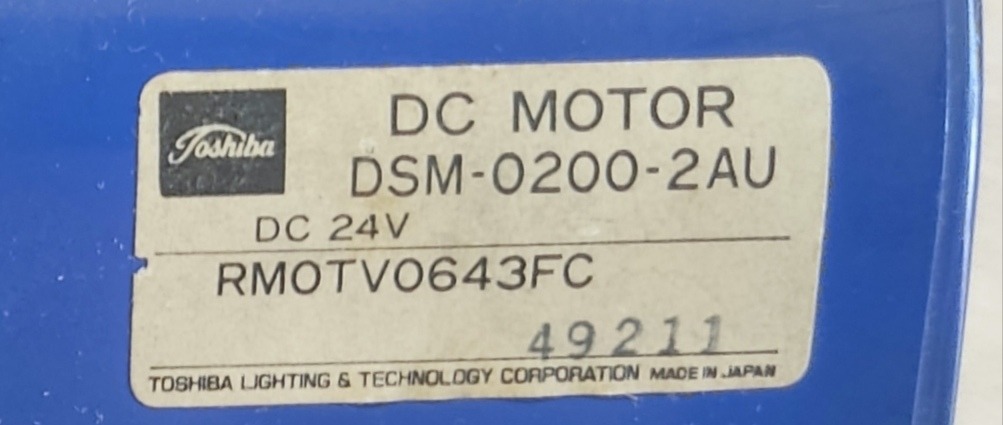 Toshiba
DC MOTOR
DSM-0200-2AU
DC 24V
RMOTV0643FC
49211
TOSHIBA LIGHTING & TECHNOLOGY CORPORATION MADE IN JAPAN